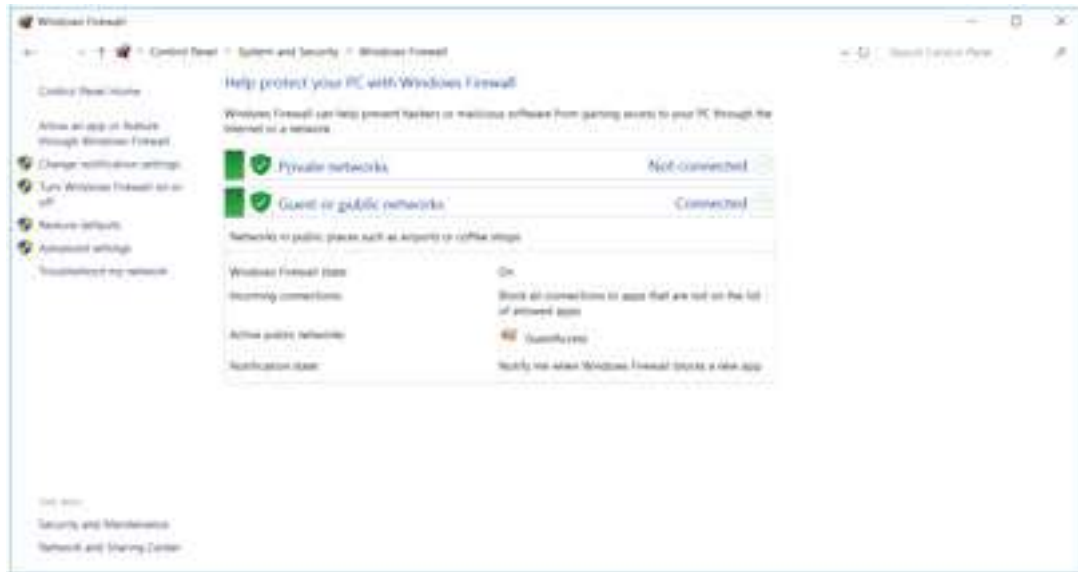 Windows Firewall
Control Panel System and Security Windows Firewall
Search Control Panel
Control Panel Home
Allow an app or feature
through Windows Firewall
Change notification settings
Turn Windows Firewall on or
off
Restore defaults
Advanced settings
Troubleshoot my network
Help protect your PC with Windows Firewall
Windows Firewall can help prevent hackers or malicious software from gaining access to your PC through the
Internet or a network.
Private networks Not connected
Guest or public networks Connected
Networks in public places such as airports or coffee shops
Windows Firewall state: On
Incoming connections: Block all connections to apps that are not on the list
of allowed apps
Active public networks: GuestAccess
Notification state: Notify me when Windows Firewall blocks a new app
See also
Security and Maintenance
Network and Sharing Center